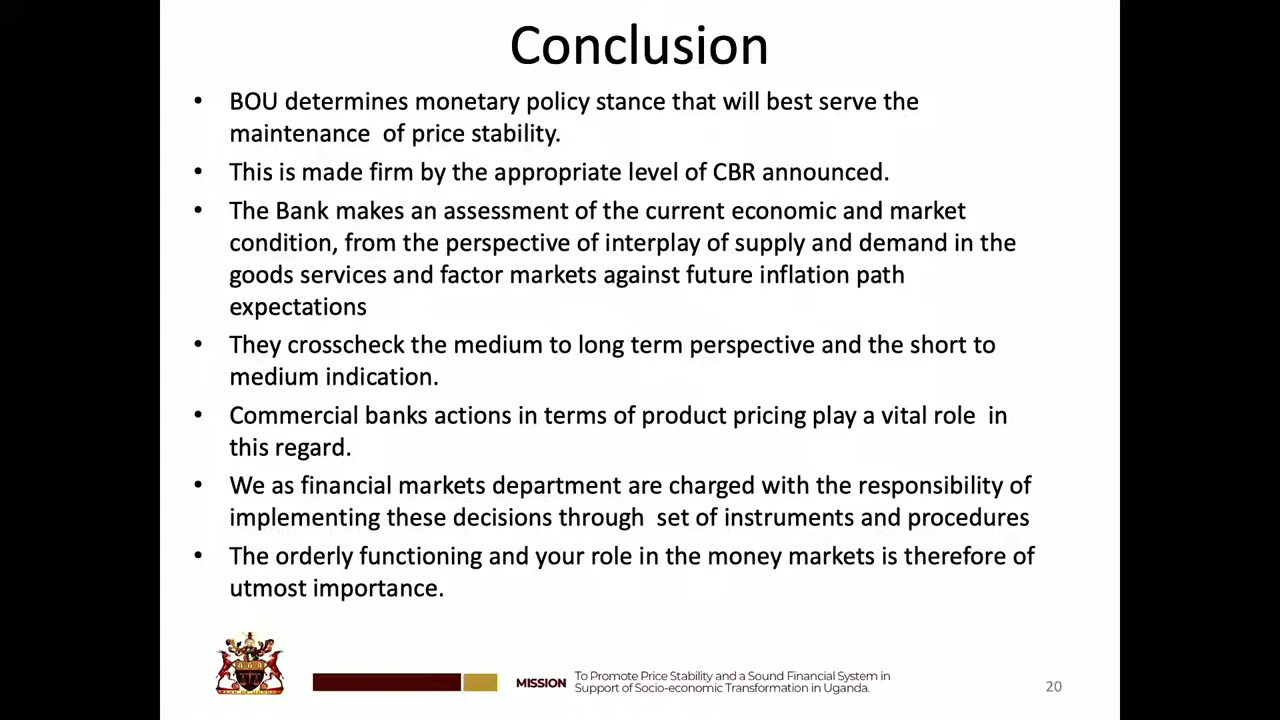 Conclusion
• BOU determines monetary policy stance that will best serve the
maintenance of price stability.
• This is made firm by the appropriate level of CBR announced.
• The Bank makes an assessment of the current economic and market
condition, from the perspective of interplay of supply and demand in the
goods services and factor markets against future inflation path
expectations
• They crosscheck the medium to long term perspective and the short to
medium indication.
• Commercial banks actions in terms of product pricing play a vital role in
this regard.
• We as financial markets department are charged with the responsibility of
implementing these decisions through set of instruments and procedures
• The orderly functioning and your role in the money markets is therefore of
utmost importance.
BANK OF UGANDA
MISSION To Promote Price Stability and a Sound Financial System in
Support of Socio-economic Transformation in Uganda.
20